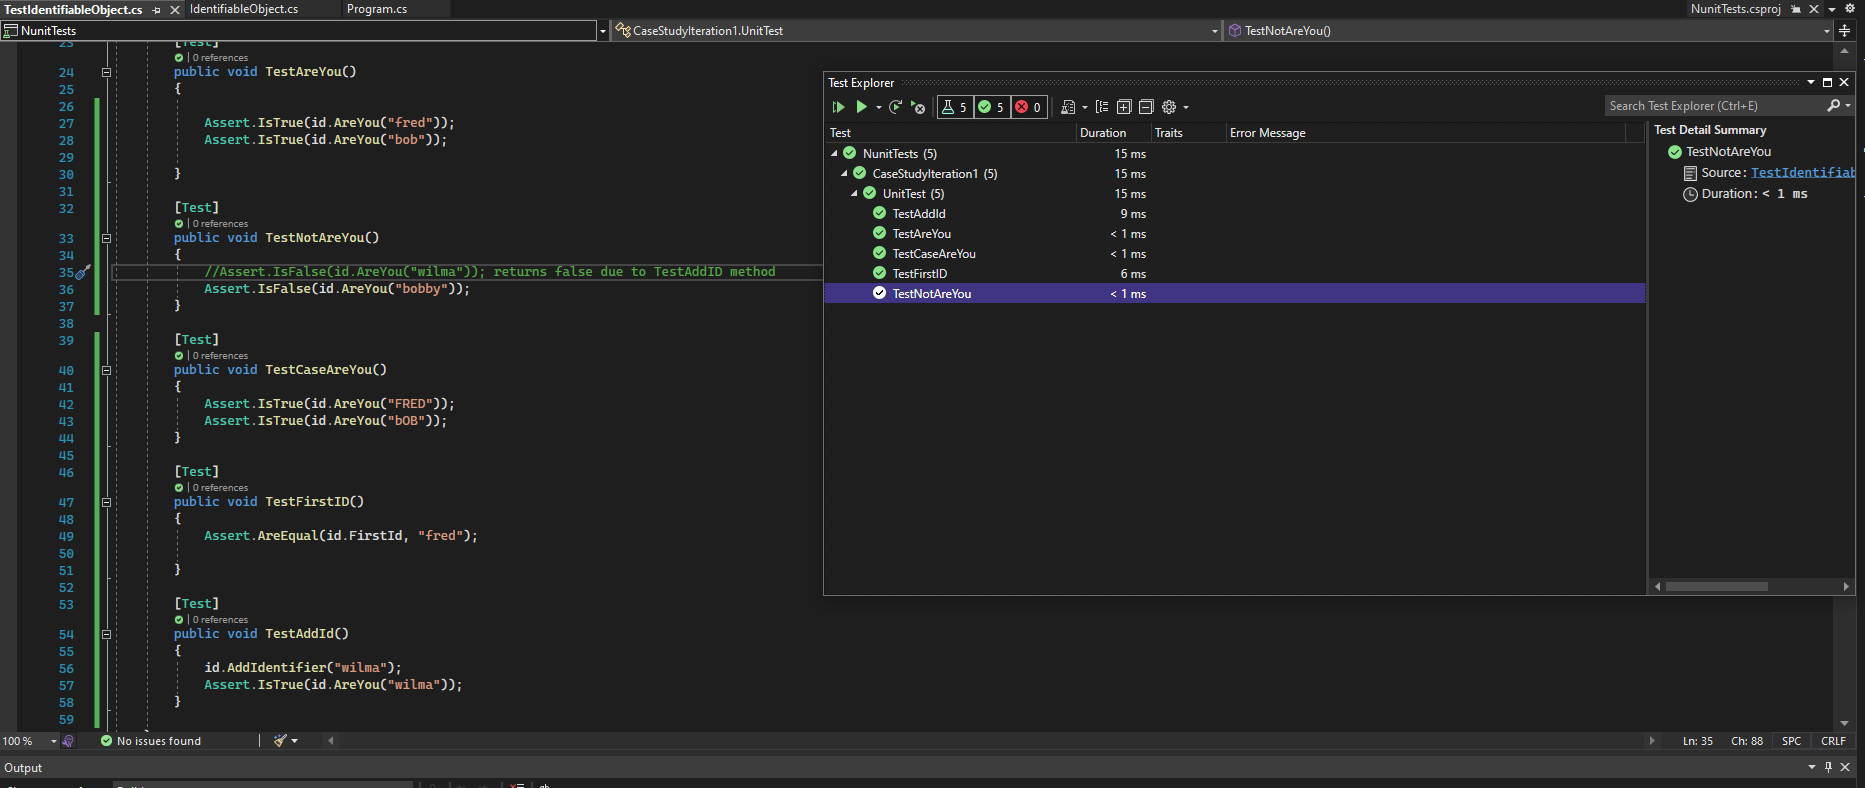 TestIdentifiableObject.cs IdentifiableObject.cs Program.cs NunitTests.csproj
NunitTests CaseStudyIteration1.UnitTest TestNotAreYou()
23 [Test]
0 references
24 public void TestAreYou()
25 {
26
27 Assert.IsTrue(id.AreYou("fred"));
28 Assert.IsTrue(id.AreYou("bob"));
29
30 }
31
32 [Test]
0 references
33 public void TestNotAreYou()
34 {
35 //Assert.IsFalse(id.AreYou("wilma")); returns false due to TestAddID method
36 Assert.IsFalse(id.AreYou("bobby"));
37 }
38
39 [Test]
0 references
40 public void TestCaseAreYou()
41 {
42 Assert.IsTrue(id.AreYou("FRED"));
43 Assert.IsTrue(id.AreYou("bOB"));
44 }
45
46 [Test]
0 references
47 public void TestFirstID()
48 {
49 Assert.AreEqual(id.FirstId, "fred");
50
51 }
52
53 [Test]
0 references
54 public void TestAddId()
55 {
56 id.AddIdentifier("wilma");
57 Assert.IsTrue(id.AreYou("wilma"));
58 }
59
Test Explorer
5 5 0
Search Test Explorer (Ctrl+E)
Test Duration Traits Error Message
NunitTests (5) 15 ms
CaseStudyIteration1 (5) 15 ms
UnitTest (5) 15 ms
TestAddId 9 ms
TestAreYou < 1 ms
TestCaseAreYou < 1 ms
TestFirstID 6 ms
TestNotAreYou < 1 ms
Test Detail Summary
TestNotAreYou
Source: TestIdentifiab
Duration: < 1 ms
100 % No issues found Ln: 35 Ch: 88 SPC CRLF
Output